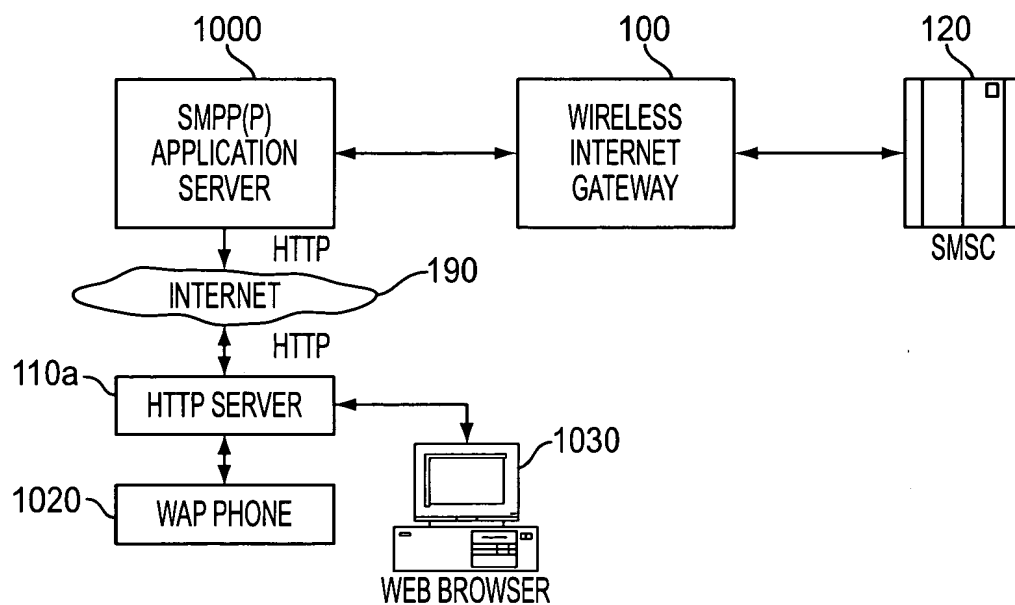 1000
100
120
SMPP(P)
APPLICATION
SERVER
WIRELESS
INTERNET
GATEWAY
SMSC
HTTP
INTERNET
190
HTTP
110a
HTTP SERVER
1030
1020
WAP PHONE
WEB BROWSER